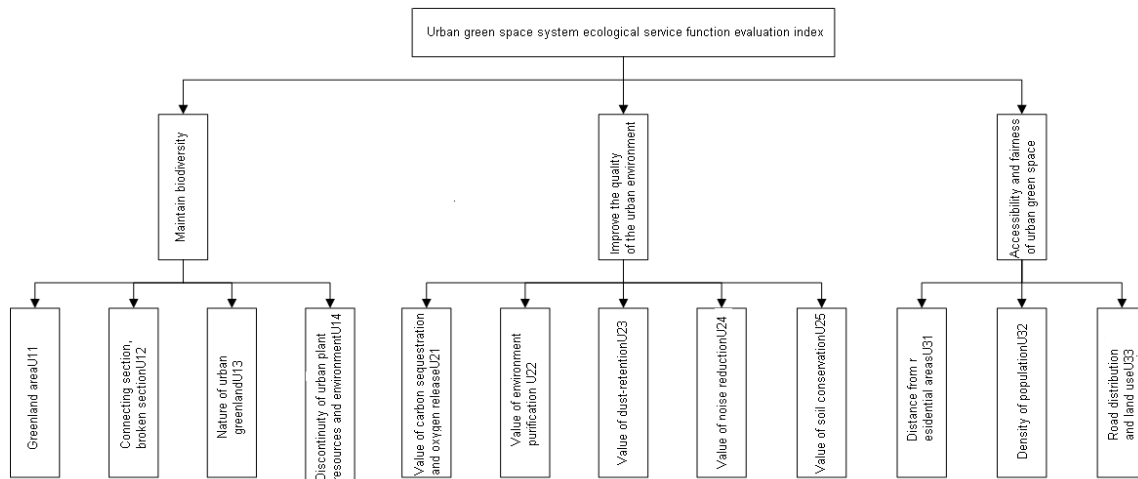 Urban green space system ecological service function evaluation index
Maintain biodiversity
Improve the quality
of the urban environment
Accessibility and fairness
of urban green space
Greenland areaU11
Connecting section,
broken sectionU12
Nature of urban
greenlandU13
Discontinuity of urban plant
resources and environmentU14
Value of carbon sequestration
and oxygen releaseU21
Value of environment
purification U22
Value of dust-retentionU23
Value of noise reductionU24
Value of soil conservationU25
Distance from r
esidential areasU31
Density of populationU32
Road distribution
and land useU33